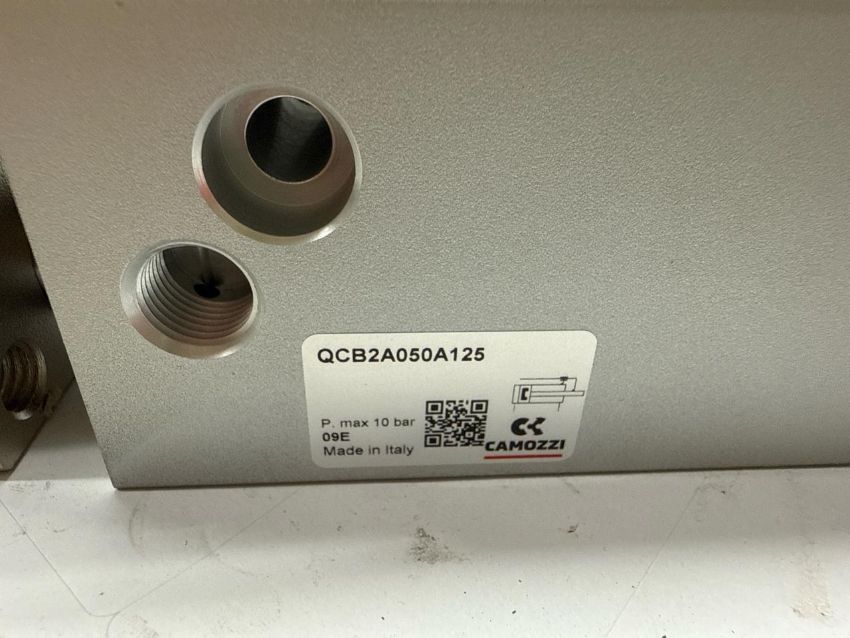 QCB2A050A125
P. max 10 bar
09E
Made in Italy
CAMOZZI